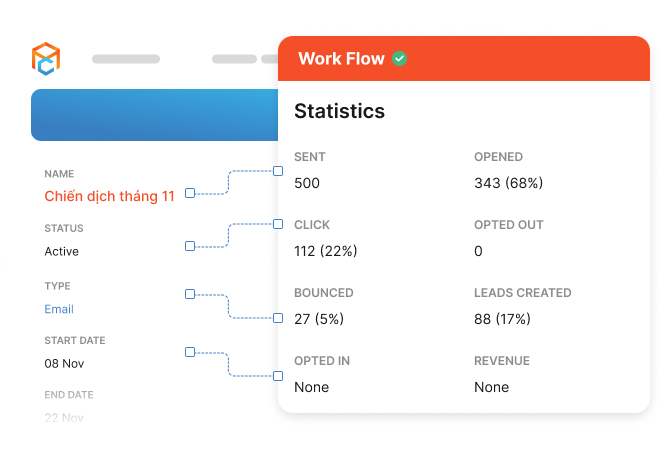 Work Flow
Statistics
NAME
Chiến dịch tháng 11
STATUS
Active
TYPE
Email
START DATE
08 Nov
END DATE
22 Nov
SENT
500
OPENED
343 (68%)
CLICK
112 (22%)
OPTED OUT
0
BOUNCED
27 (5%)
LEADS CREATED
88 (17%)
OPTED IN
None
REVENUE
None